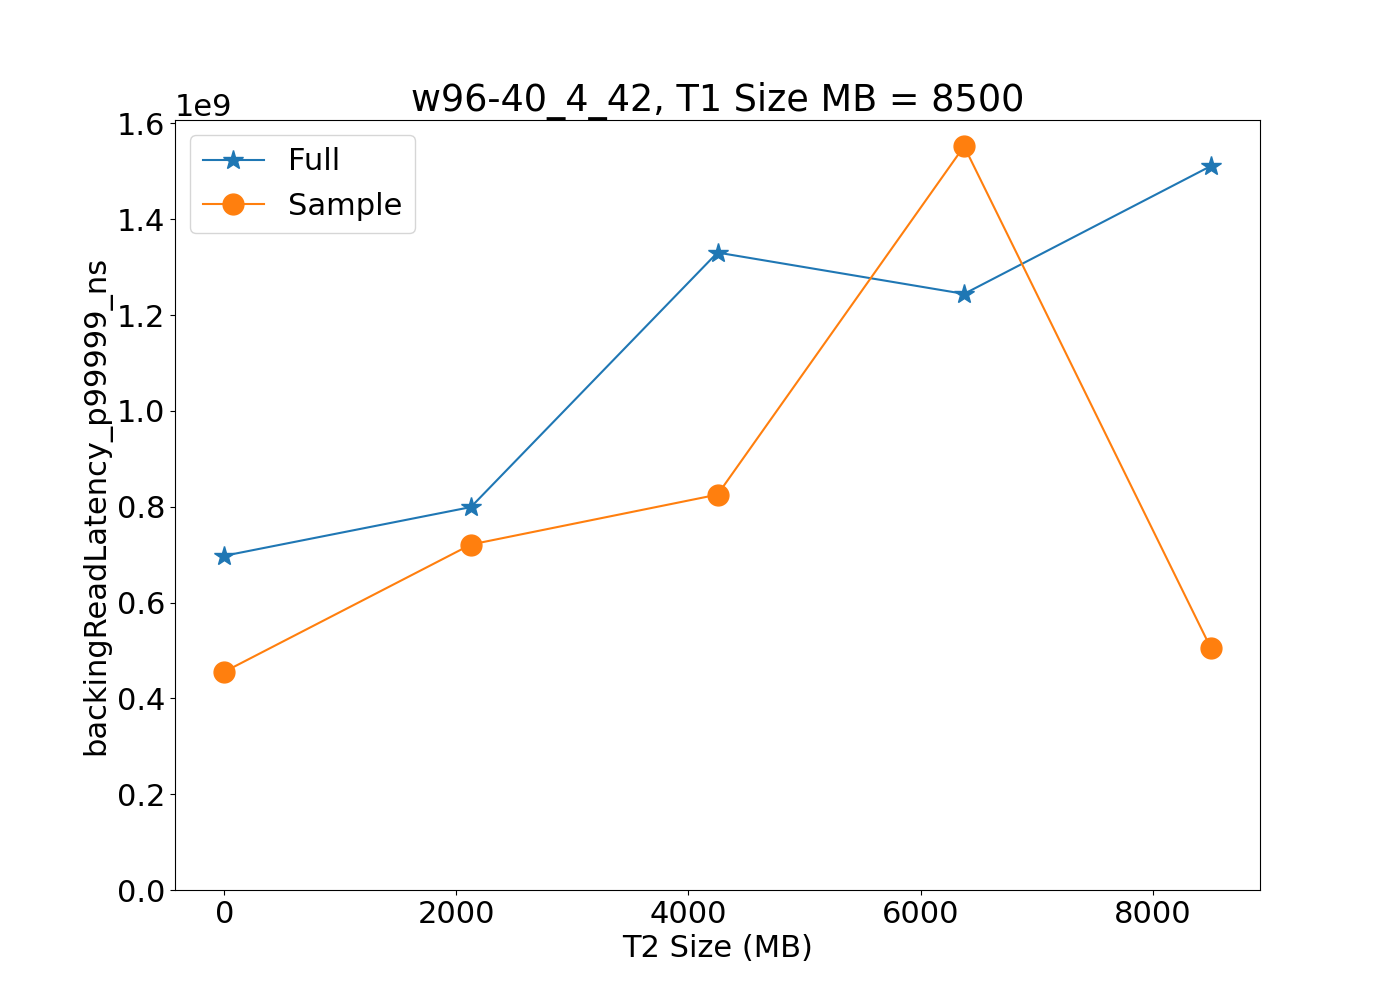 w96-40_4_42, T1 Size MB = 8500
1e9
1.6
1.4
1.2
1.0
0.8
0.6
0.4
0.2
0.0
backingReadLatency_p99999_ns
Full
Sample
0 2000 4000 6000 8000
T2 Size (MB)